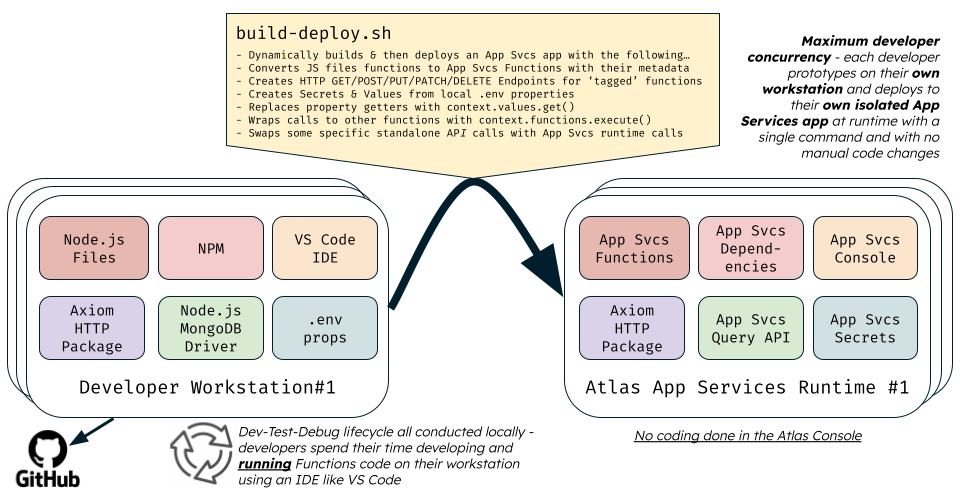 build-deploy.sh
- Dynamically builds & then deploys an App Svcs app with the following…
- Converts JS files functions to App Svcs Functions with their metadata
- Creates HTTP GET/POST/PUT/PATCH/DELETE Endpoints for ‘tagged’ functions
- Creates Secrets & Values from local .env properties
- Replaces property getters with context.values.get()
- Wraps calls to other functions with context.functions.execute()
- Swaps some specific standalone API calls with App Svcs runtime calls
Maximum developer
concurrency - each developer
prototypes on their own
workstation and deploys to
their own isolated App
Services app at runtime with a
single command and with no
manual code changes
Node.js
Files
NPM
VS Code
IDE
Axiom
HTTP
Package
Node.js
MongoDB
Driver
.env
props
Developer Workstation#1
App Svcs
Functions
App Svcs
Depend-
encies
App Svcs
Console
Axiom
HTTP
Package
App Svcs
Query API
App Svcs
Secrets
Atlas App Services Runtime #1
GitHub
Dev-Test-Debug lifecycle all conducted locally -
developers spend their time developing and
running Functions code on their workstation
using an IDE like VS Code
No coding done in the Atlas Console